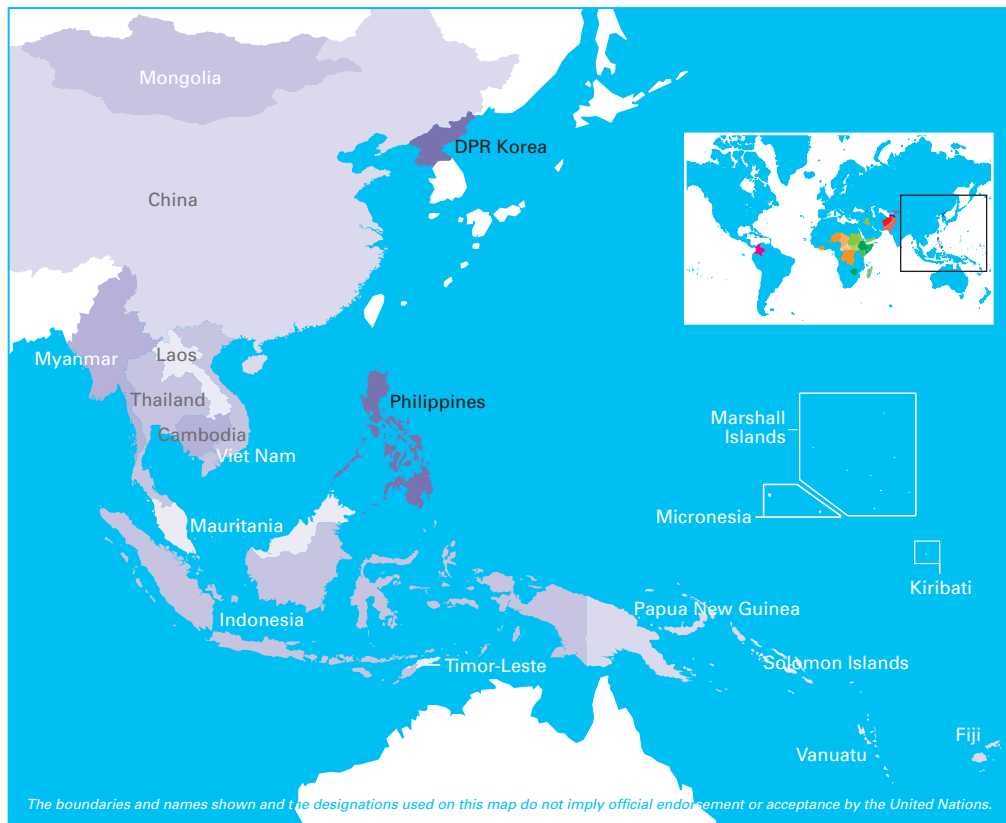 Mongolia
DPR Korea
China
Laos
Myanmar
Thailand
Philippines
Marshall
Islands
Cambodia
Viet Nam
Micronesia
Mauritania
Kiribati
Papua New Guinea
Indonesia
Timor-Leste
Solomon Islands
Fiji
Vanuatu
The boundaries and names shown and the designations used on this map do not imply official endorsement or acceptance by the United Nations.